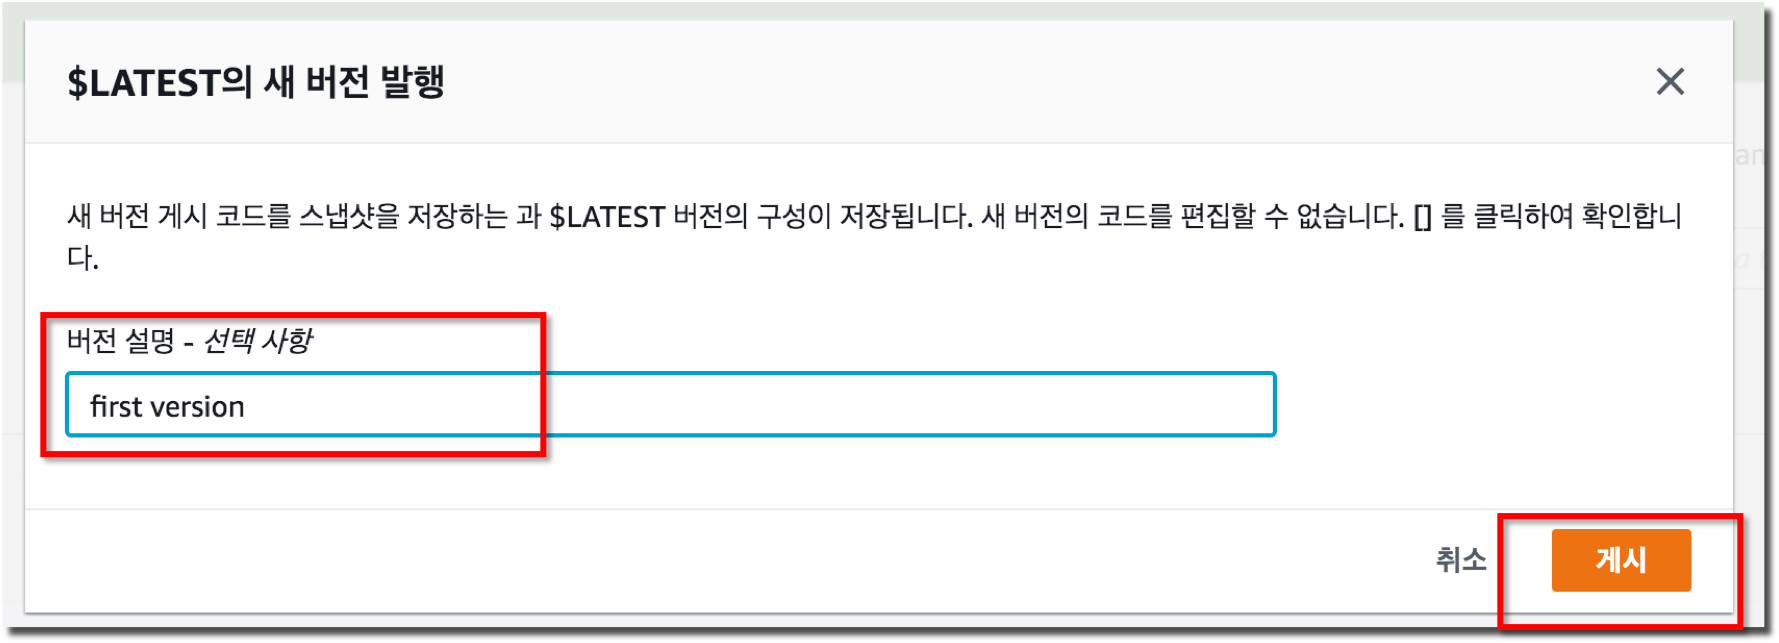 $LATEST의 새 버전 발행
새 버전 게시 코드를 스냅샷을 저장하는 과 $LATEST 버전의 구성이 저장됩니다. 새 버전의 코드를 편집할 수 없습니다. [] 를 클릭하여 확인합니
다.
버전 설명 - 선택 사항
first version
취소
게시